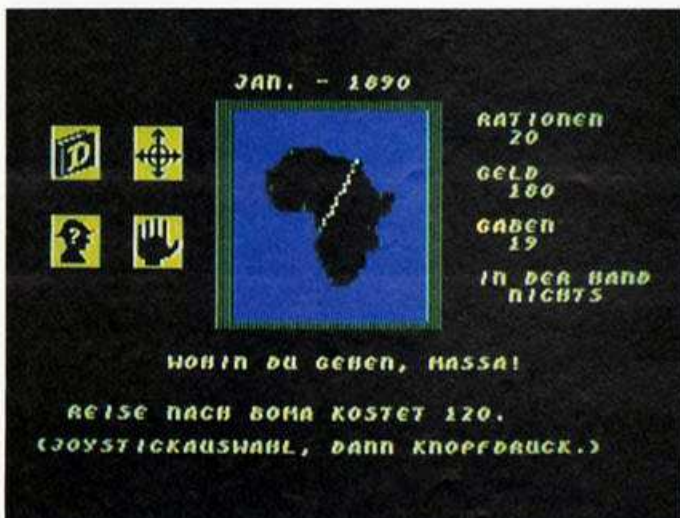 JAN. - 1890
RATIONEN
20
GELD
180
GABEN
19
IN DER HAND
NICHTS
WOHIN DU GEHEN, MASSA!
REISE NACH BOMA KOSTET 120.
(JOYSTICKAUSWAHL, DANN KNOPFDRUCK.)
D
?